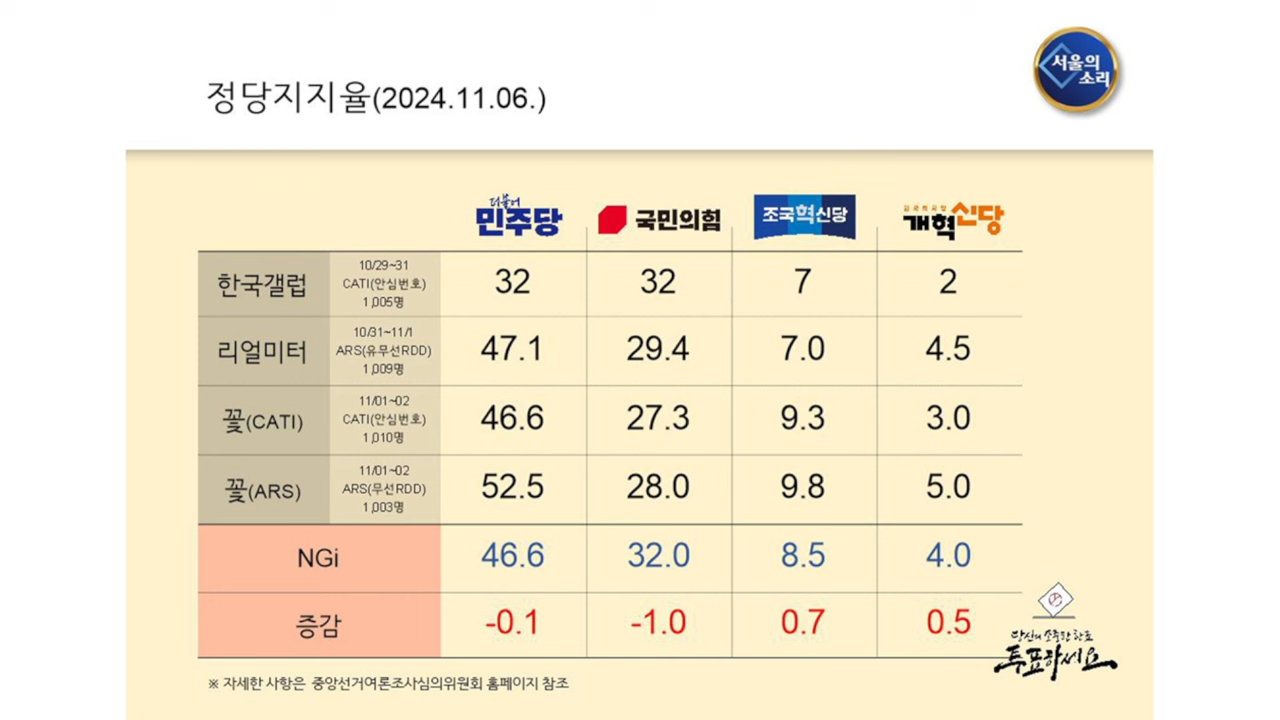 서울의
소리
정당지지율(2024.11.06.)
더불어
민주당
국민의힘
조국혁신당
개혁신당
한국갤럽
10/29~31
CATI(안심번호)
1,005명
32
32
7
2
리얼미터
10/31~11/1
ARS(유무선RDD)
1,009명
47.1
29.4
7.0
4.5
꽃(CATI)
11/01~02
CATI(안심번호)
1,010명
46.6
27.3
9.3
3.0
꽃(ARS)
11/01~02
ARS(무선RDD)
1,003명
52.5
28.0
9.8
5.0
NGi
46.6
32.0
8.5
4.0
증감
-0.1
-1.0
0.7
0.5
당신의 소중한 한표
투표하세요
※ 자세한 사항은 중앙선거여론조사심의위원회 홈페이지 참조